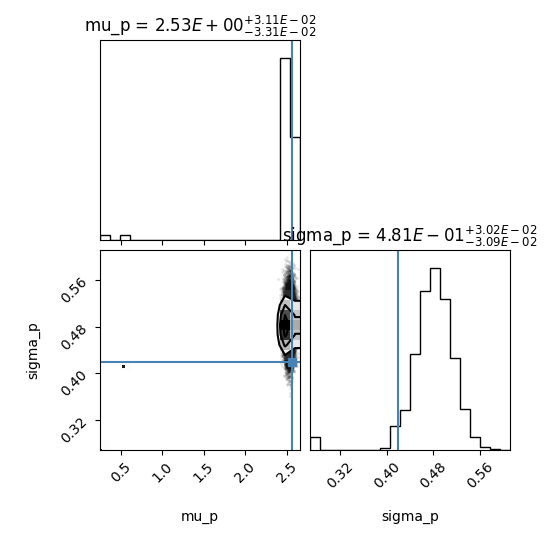 mu_p = 2.53E+00+3.11E−02−3.31E−02
sigma_p = 4.81E−01+3.02E−02−3.09E−02
0.56
0.48
0.40
0.32
sigma_p
0.5 1.0 1.5 2.0 2.5
0.32 0.40 0.48 0.56
mu_p
sigma_p